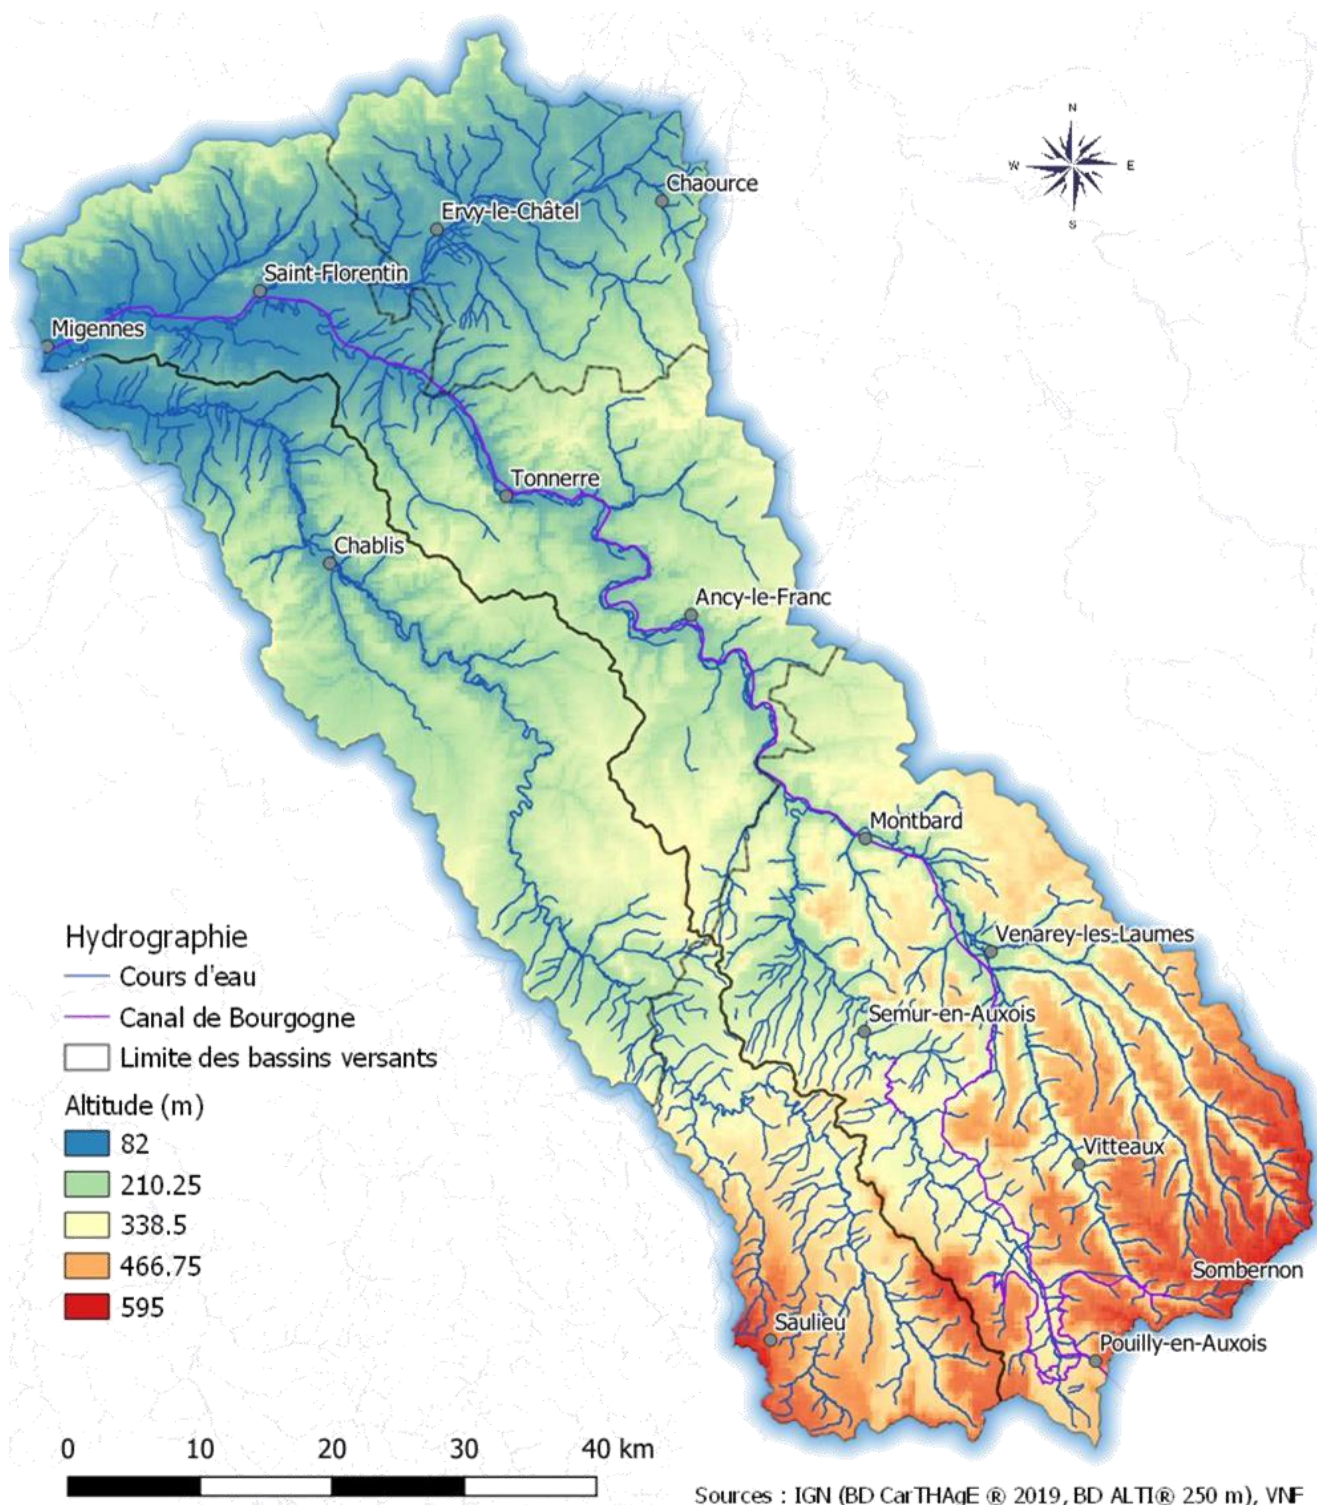 N
W
E
S
Chaource
Ervy-le-Châtel
Saint-Florentin
Migennes
Tonnerre
Chablis
Ancy-le-Franc
Montbard
Venarey-les-Laumes
Semur-en-Auxois
Vitteaux
Sombernon
Saulieu
Pouilly-en-Auxois
Hydrographie
Cours d'eau
Canal de Bourgogne
Limite des bassins versants
Altitude (m)
82
210.25
338.5
466.75
595
0 10 20 30 40 km
Sources : IGN (BD CarTHAgE ® 2019, BD ALTI® 250 m), VNF